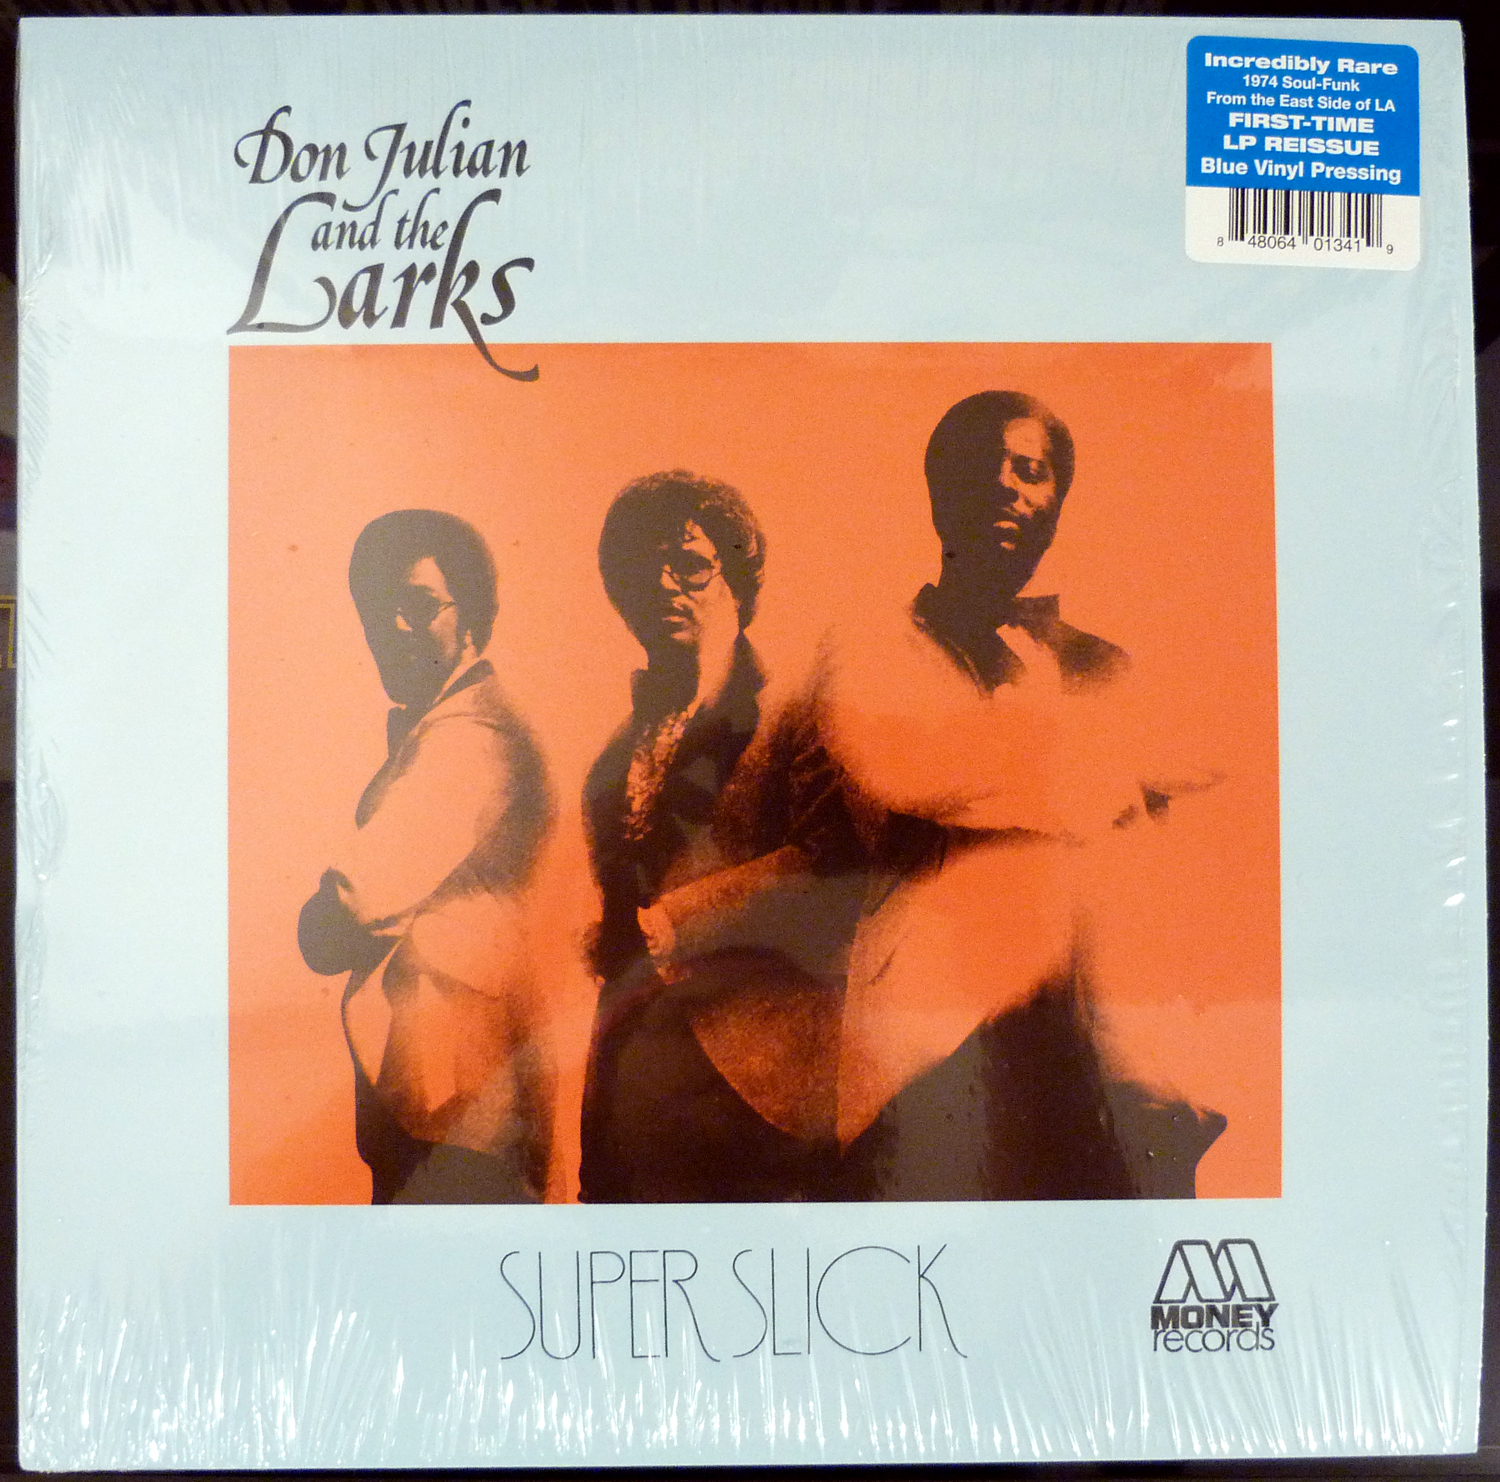 Don Julian
and the
Larks
Incredibly Rare
1974 Soul-Funk
From the East Side of LA
FIRST-TIME
LP REISSUE
Blue Vinyl Pressing
8 48064 01341 9
SUPER SLICK
MONEY
records